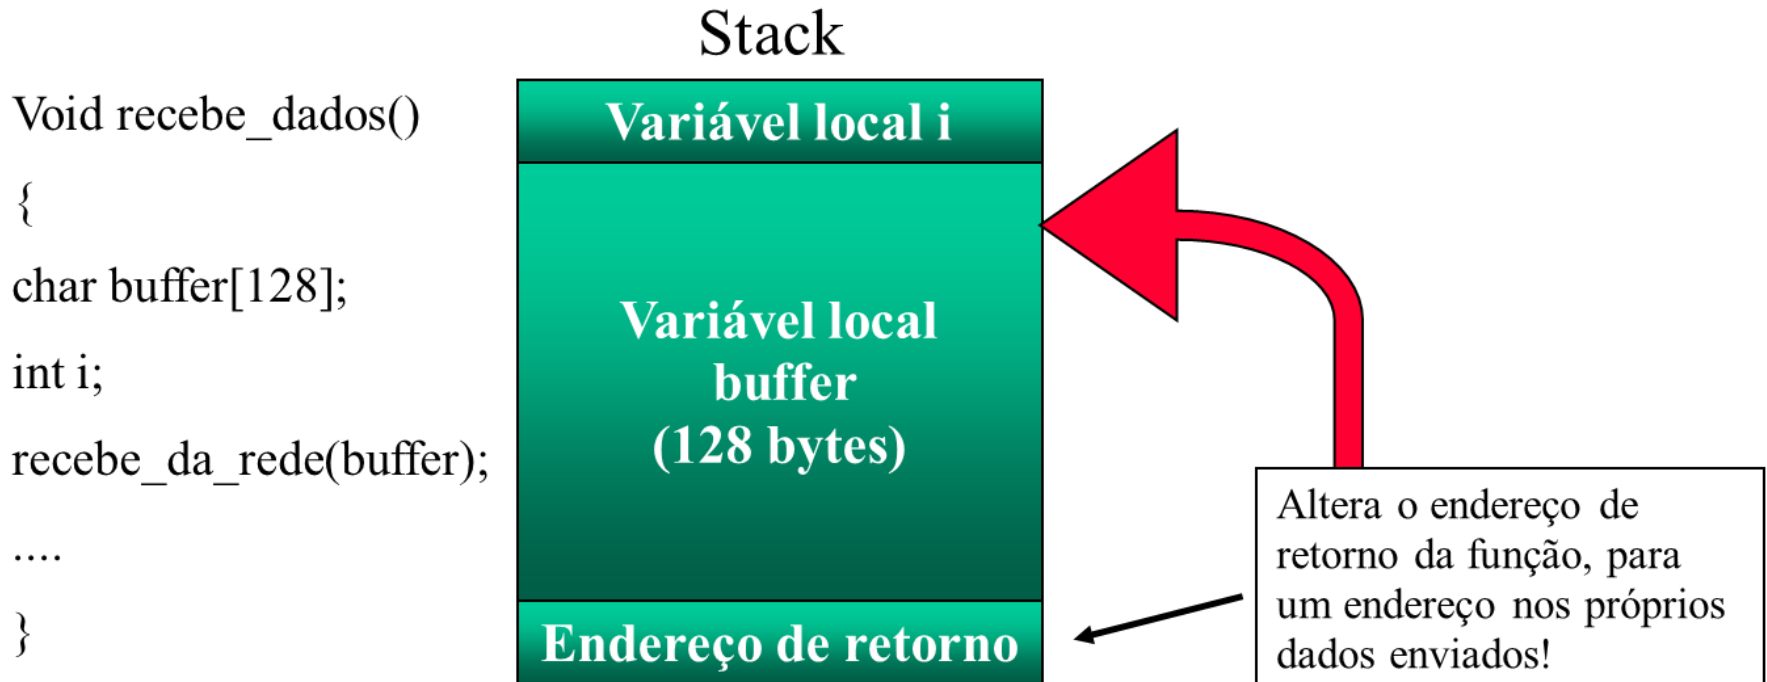 Stack
Void recebe_dados()
{
char buffer[128];
int i;
recebe_da_rede(buffer);
....
}
Variável local i
Variável local
buffer
(128 bytes)
Endereço de retorno
Altera o endereço de
retorno da função, para
um endereço nos próprios
dados enviados!